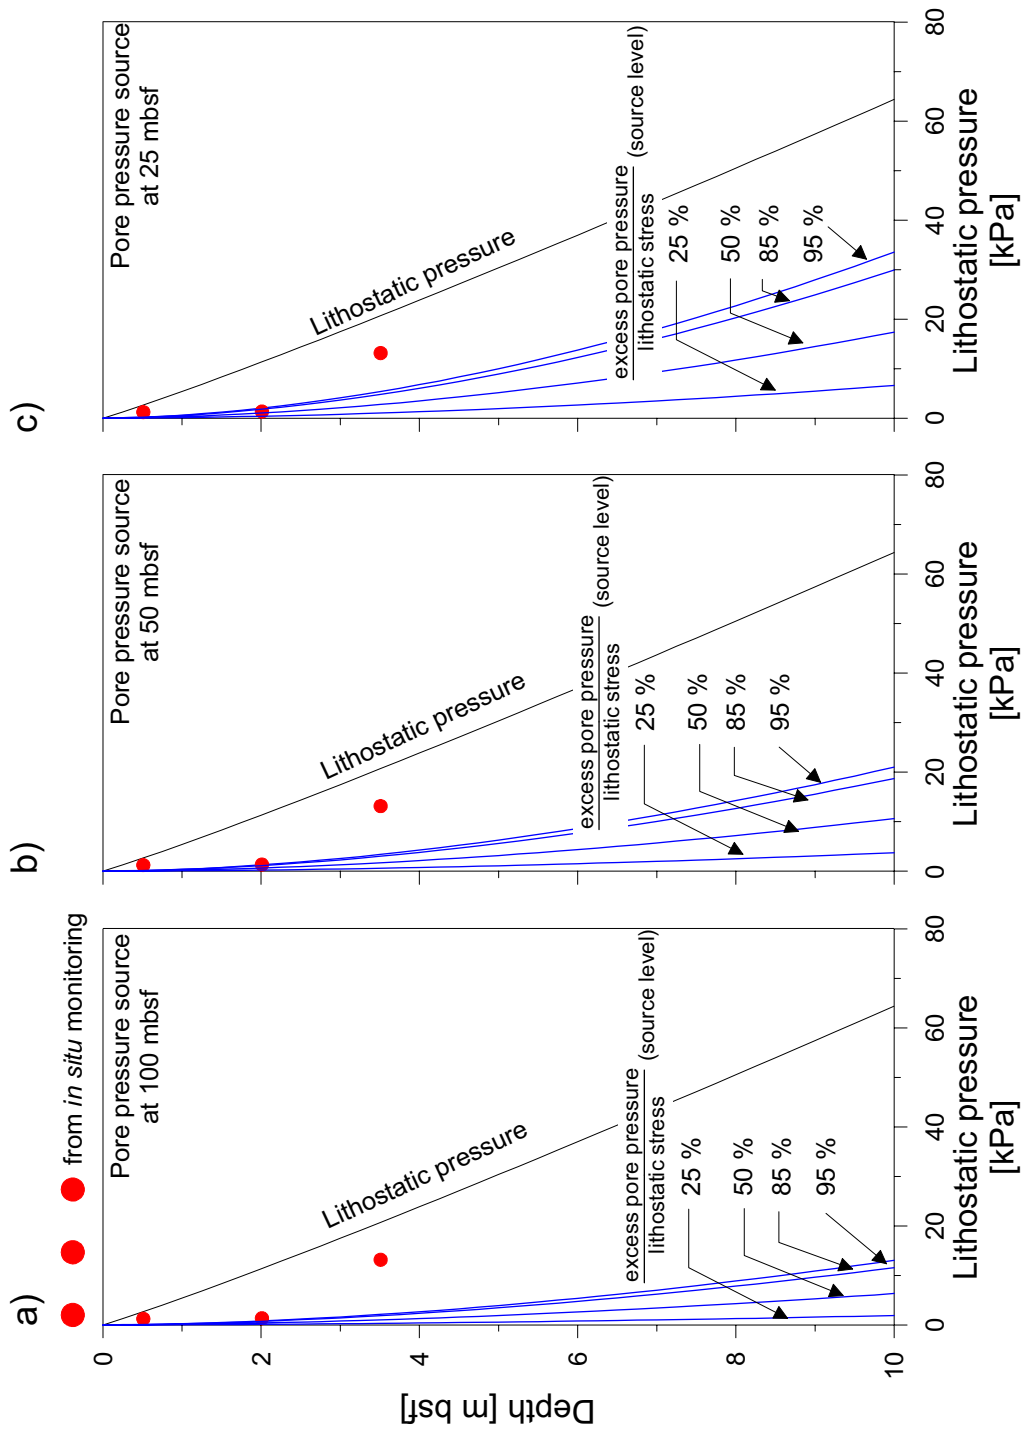 a)
from in situ monitoring
Pore pressure source
at 100 mbsf
Lithostatic pressure
excess pore pressure
lithostatic stress
(source level)
25 %
50 %
85 %
95 %
0
2
4
6
8
10
Depth [m bsf]
0
20
40
60
80
Lithostatic pressure
[kPa]
b)
Pore pressure source
at 50 mbsf
Lithostatic pressure
excess pore pressure
lithostatic stress
(source level)
25 %
50 %
85 %
95 %
0
20
40
60
80
Lithostatic pressure
[kPa]
c)
Pore pressure source
at 25 mbsf
Lithostatic pressure
excess pore pressure
lithostatic stress
(source level)
25 %
50 %
85 %
95 %
0
20
40
60
80
Lithostatic pressure
[kPa]